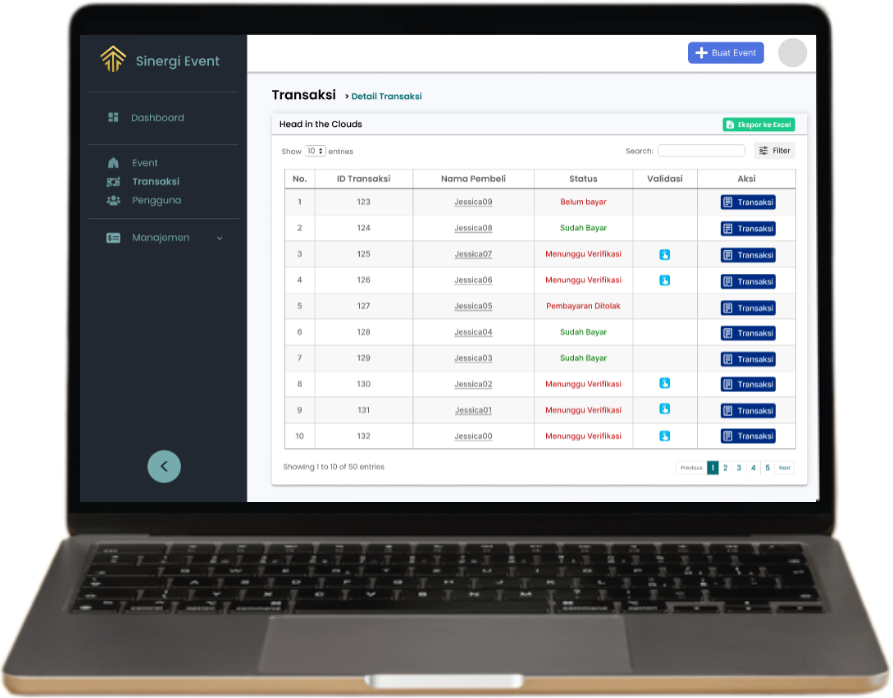 Sinergi Event
Buat Event
Dashboard
Event
Transaksi
Pengguna
Manajemen
Transaksi > Detail Transaksi
Head in the Clouds
Ekspor ke Excel
Show 10 entries
Search:
Filter
No. ID Transaksi Nama Pembeli Status Validasi Aksi
1 123 Jessica09 Belum bayar Transaksi
2 124 Jessica08 Sudah Bayar Transaksi
3 125 Jessica07 Menunggu Verifikasi Transaksi
4 126 Jessica06 Menunggu Verifikasi Transaksi
5 127 Jessica05 Pembayaran Ditolak Transaksi
6 128 Jessica04 Sudah Bayar Transaksi
7 129 Jessica03 Sudah Bayar Transaksi
8 130 Jessica02 Menunggu Verifikasi Transaksi
9 131 Jessica01 Menunggu Verifikasi Transaksi
10 132 Jessica00 Menunggu Verifikasi Transaksi
Showing 1 to 10 of 50 entries
Previous 1 2 3 4 5 Next